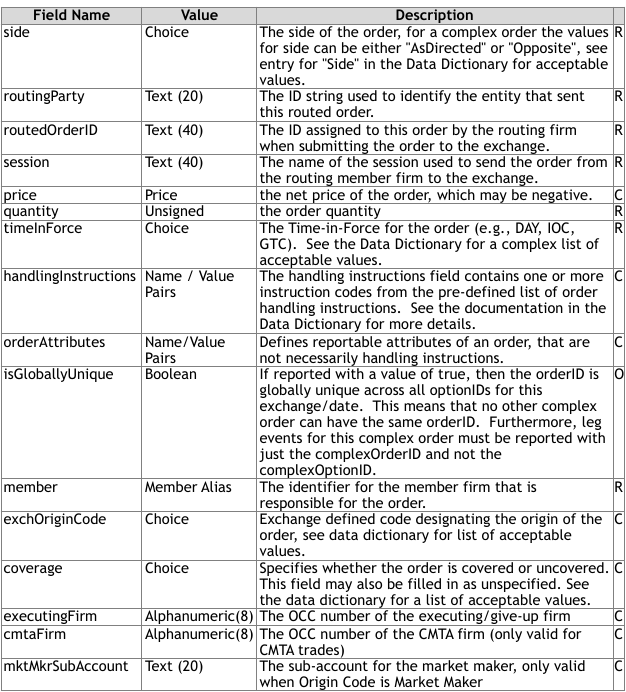 Field Name Value Description
side Choice The side of the order, for a complex order the values R
for side can be either "AsDirected" or "Opposite", see
entry for "Side" in the Data Dictionary for acceptable
values.
routingParty Text (20) The ID string used to identify the entity that sent R
this routed order.
routedOrderID Text (40) The ID assigned to this order by the routing firm R
when submitting the order to the exchange.
session Text (40) The name of the session used to send the order from R
the routing member firm to the exchange.
price Price the net price of the order, which may be negative. C
quantity Unsigned the order quantity R
timeInForce Choice The Time-in-Force for the order (e.g., DAY, IOC, R
GTC). See the Data Dictionary for a complex list of
acceptable values.
handlingInstructions Name / Value The handling instructions field contains one or more C
Pairs instruction codes from the pre-defined list of order
handling instructions. See the documentation in the
Data Dictionary for more details.
orderAttributes Name/Value Defines reportable attributes of an order, that are C
Pairs not necessarily handling instructions.
isGloballyUnique Boolean If reported with a value of true, then the orderID is O
globally unique across all optionIDs for this
exchange/date. This means that no other complex
order can have the same orderID. Furthermore, leg
events for this complex order must be reported with
just the complexOrderID and not the
complexOptionID.
member Member Alias The identifier for the member firm that is R
responsible for the order.
exchOriginCode Choice Exchange defined code designating the origin of the C
order, see data dictionary for list of acceptable
values.
coverage Choice Specifies whether the order is covered or uncovered. C
This field may also be filled in as unspecified. See
the data dictionary for a list of acceptable values.
executingFirm Alphanumeric(8) The OCC number of the executing/give-up firm C
cmtaFirm Alphanumeric(8) The OCC number of the CMTA firm (only valid for C
CMTA trades)
mktMkrSubAccount Text (20) The sub-account for the market maker, only valid C
when Origin Code is Market Maker